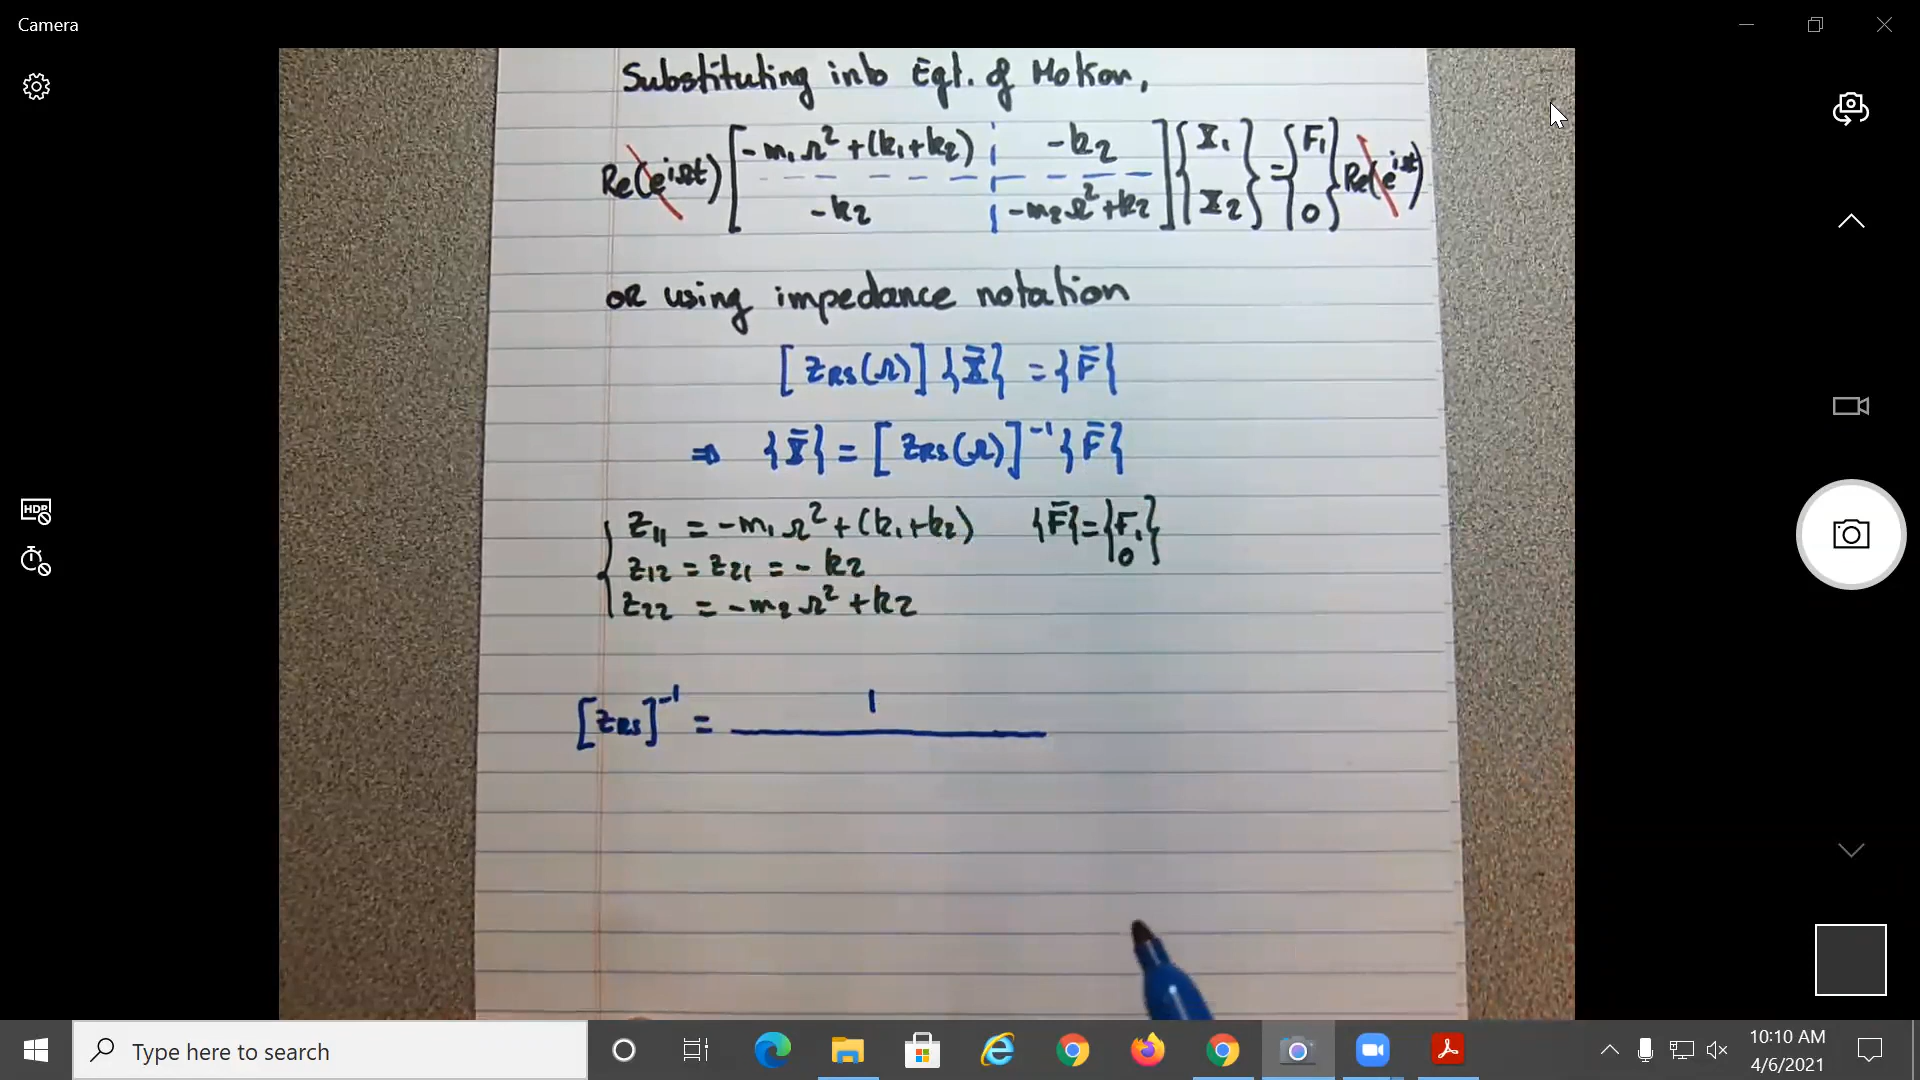 Camera
Substituting into Eqt. of Motion,
Re(e^iΩt) [ -m₁Ω² + (k₁+k₂) | -k₂ ; -k₂ | -m₂Ω² + k₂ ] { X₁ ; X₂ } = { F₁ ; 0 } Re(e^iΩt)
OR using impedance notation
[Z_RS(Ω)] {X̄} = {F̄}
⇒ {X̄} = [Z_RS(Ω)]⁻¹ {F̄}
Z₁₁ = -m₁Ω² + (k₁+k₂) {F̄} = {F₁ ; 0}
Z₁₂ = Z₂₁ = -k₂
Z₂₂ = -m₂Ω² + k₂
[Z_RS]⁻¹ = 1
HDR
Type here to search
10:10 AM
4/6/2021